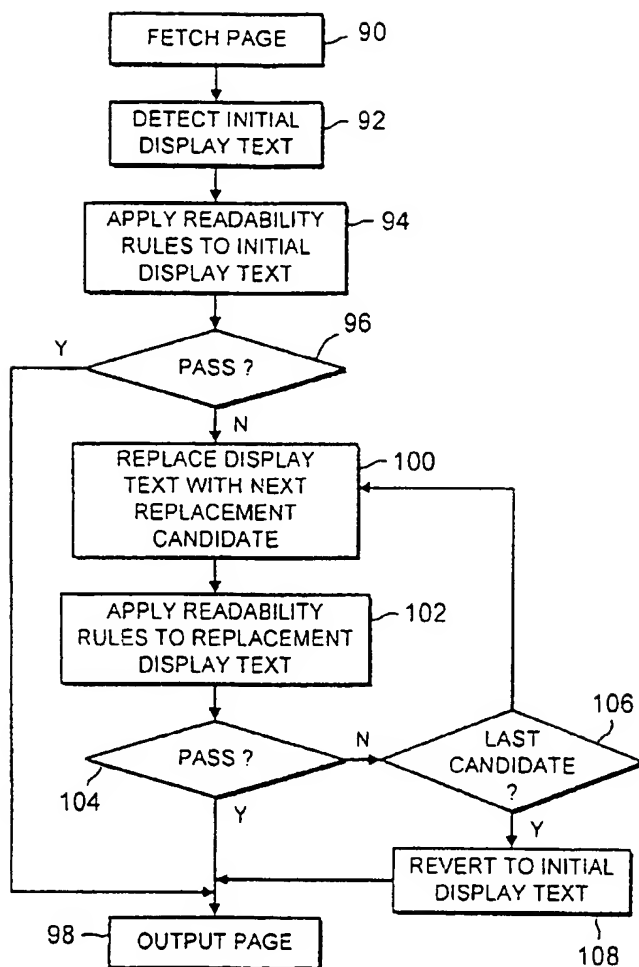 FETCH PAGE
90
DETECT INITIAL
DISPLAY TEXT
92
APPLY READABILITY
RULES TO INITIAL
DISPLAY TEXT
94
96
Y
PASS ?
N
REPLACE DISPLAY
TEXT WITH NEXT
REPLACEMENT
CANDIDATE
100
APPLY READABILITY
RULES TO REPLACEMENT
DISPLAY TEXT
102
PASS ?
104
N
Y
LAST
CANDIDATE
?
106
Y
REVERT TO INITIAL
DISPLAY TEXT
108
98
OUTPUT PAGE